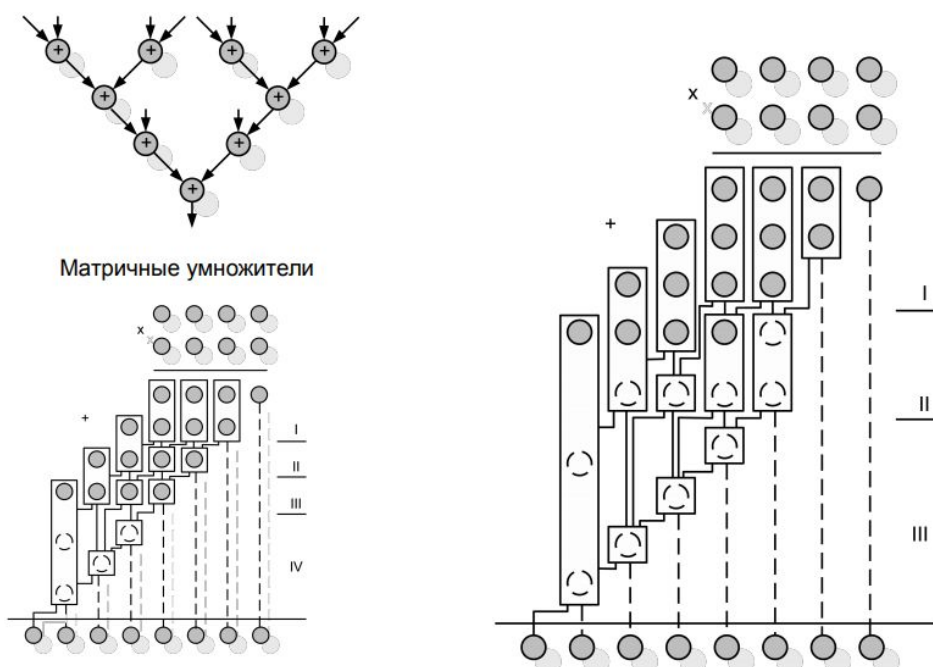 + + + +
+ +
+ +
+
Матричные умножители
x
x
+
I
II
III
IV
x
x
+
I
II
III